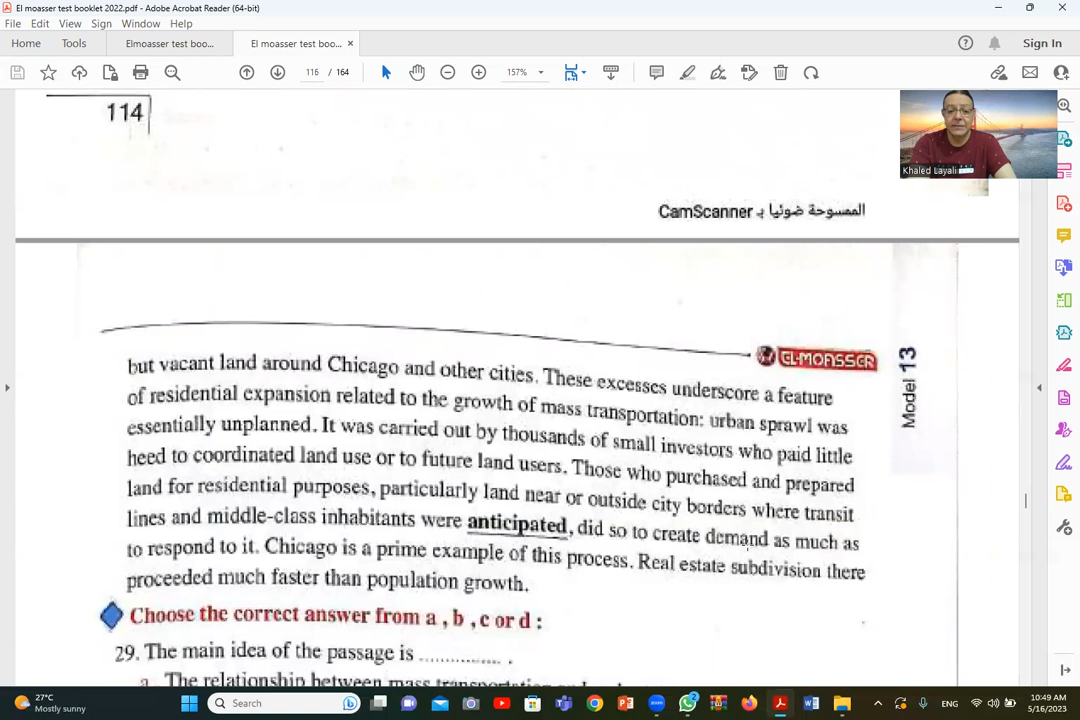 El moasser test booklet 2022.pdf - Adobe Acrobat Reader (64-bit)
File Edit View Sign Window Help
Home Tools Elmoasser test boo... El moasser test boo... × Sign In
116 / 164 157%
114
Khaled Layali
الممسوحة ضوئيا بـ CamScanner
EL-MOASSER
Model 13
but vacant land around Chicago and other cities. These excesses underscore a feature
of residential expansion related to the growth of mass transportation: urban sprawl was
essentially unplanned. It was carried out by thousands of small investors who paid little
heed to coordinated land use or to future land users. Those who purchased and prepared
land for residential purposes, particularly land near or outside city borders where transit
lines and middle-class inhabitants were anticipated, did so to create demand as much as
to respond to it. Chicago is a prime example of this process. Real estate subdivision there
proceeded much faster than population growth.
Choose the correct answer from a , b , c or d :
29. The main idea of the passage is .............. .
a. The relationship between mass
27°C
Mostly sunny
Search
2
ENG
10:49 AM
5/16/2023